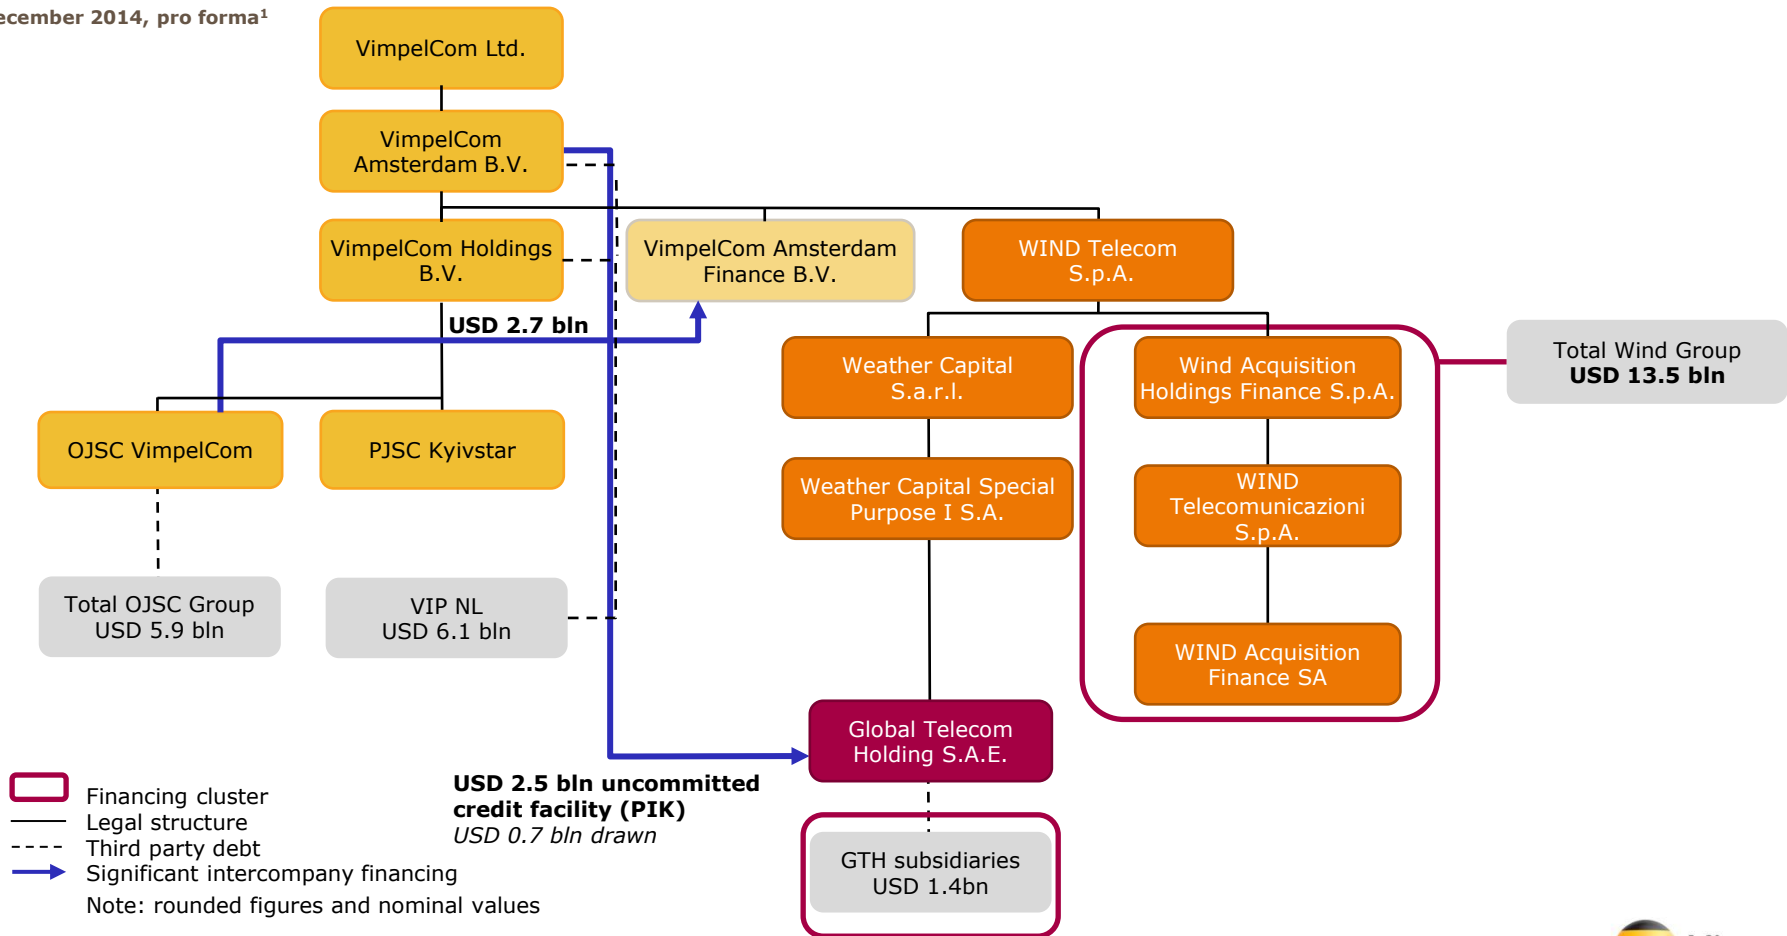 ecember 2014, pro forma¹
VimpelCom Ltd.
VimpelCom
Amsterdam B.V.
VimpelCom Holdings
B.V.
VimpelCom Amsterdam
Finance B.V.
WIND Telecom
S.p.A.
USD 2.7 bln
Weather Capital
S.a.r.l.
Wind Acquisition
Holdings Finance S.p.A.
Total Wind Group
USD 13.5 bln
OJSC VimpelCom
PJSC Kyivstar
Weather Capital Special
Purpose I S.A.
WIND
Telecomunicazioni
S.p.A.
Total OJSC Group
USD 5.9 bln
VIP NL
USD 6.1 bln
WIND Acquisition
Finance SA
Global Telecom
Holding S.A.E.
USD 2.5 bln uncommitted
credit facility (PIK)
USD 0.7 bln drawn
GTH subsidiaries
USD 1.4bn
Financing cluster
Legal structure
Third party debt
Significant intercompany financing
Note: rounded figures and nominal values